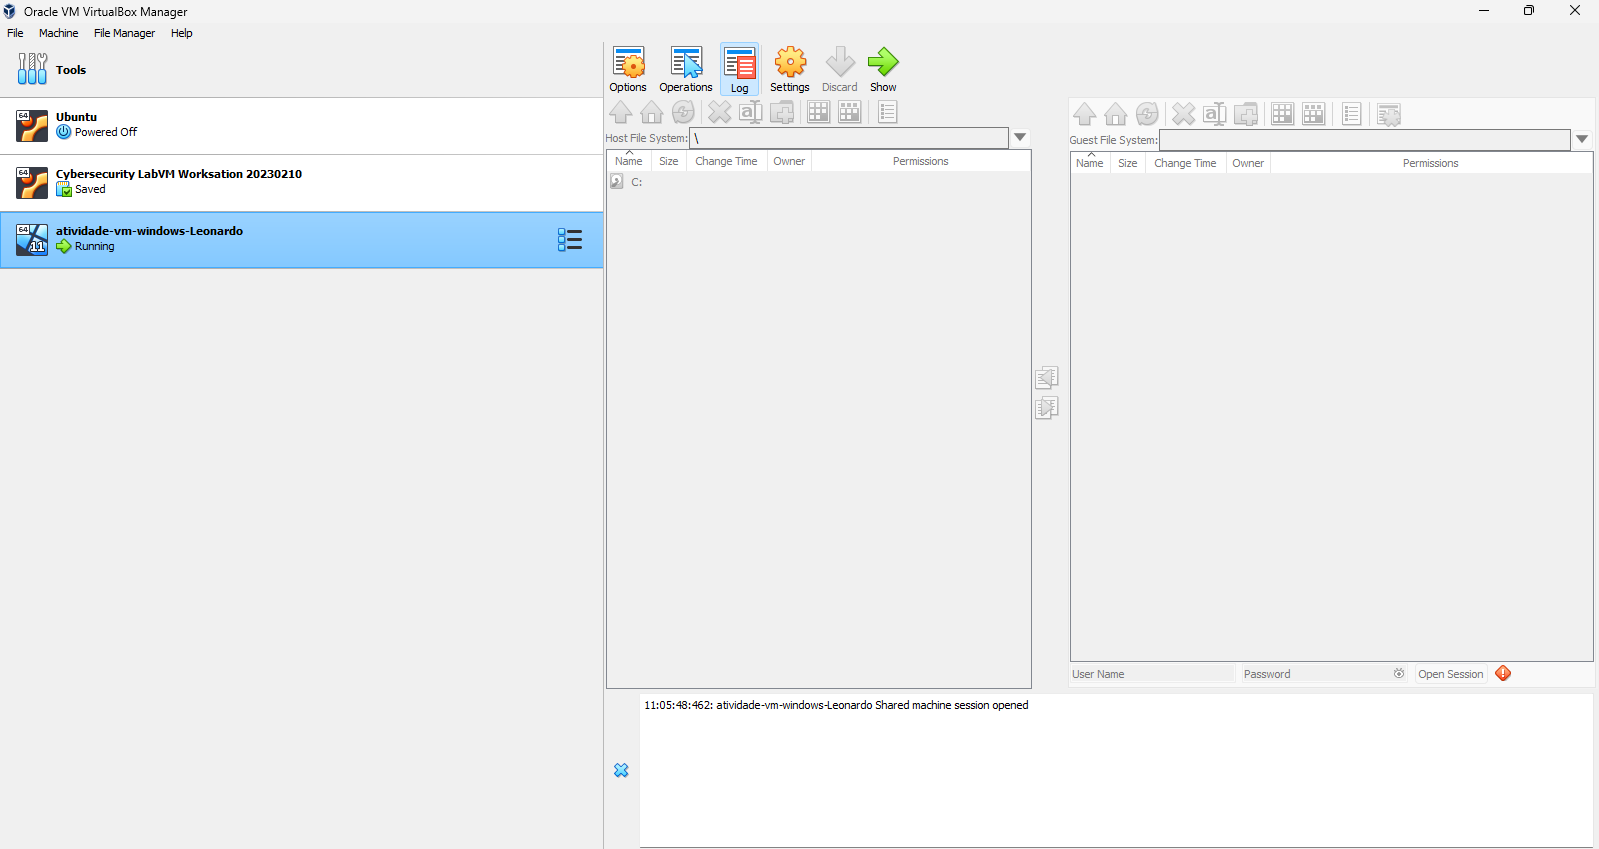 Oracle VM VirtualBox Manager
File Machine File Manager Help
Tools
64
Ubuntu
Powered Off
64
Cybersecurity LabVM Worksation 20230210
Saved
64
11
atividade-vm-windows-Leonardo
Running
Options Operations Log Settings Discard Show
Host File System: \
Name Size Change Time Owner Permissions
C:
Guest File System:
Name Size Change Time Owner Permissions
User Name Password Open Session
11:05:48:462: atividade-vm-windows-Leonardo Shared machine session opened